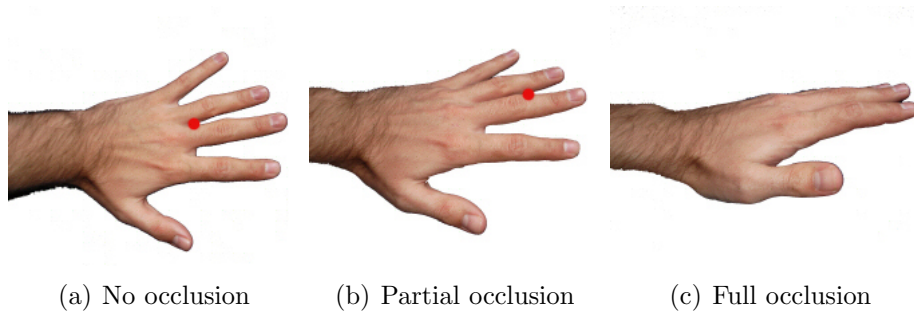 (a) No occlusion
(b) Partial occlusion
(c) Full occlusion